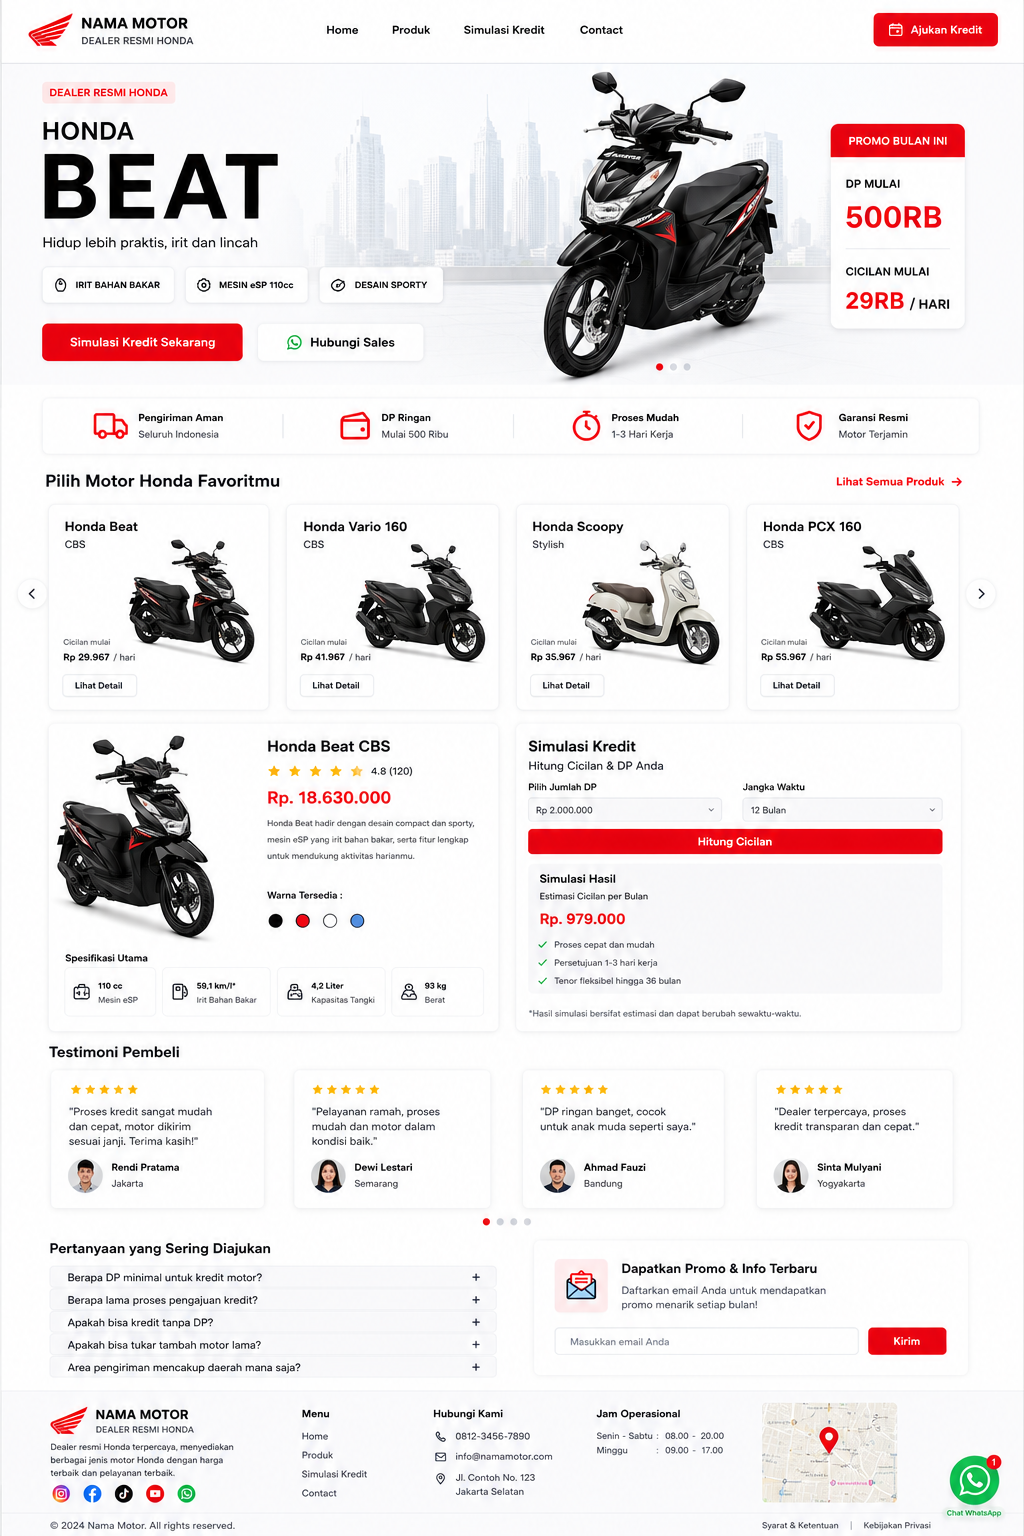 NAMA MOTOR
DEALER RESMI HONDA
Home
Produk
Simulasi Kredit
Contact
Ajukan Kredit
DEALER RESMI HONDA
HONDA
BEAT
Hidup lebih praktis, irit dan lincah
IRIT BAHAN BAKAR
MESIN eSP 110cc
DESAIN SPORTY
Simulasi Kredit Sekarang
Hubungi Sales
PROMO BULAN INI
DP MULAI
500RB
CICILAN MULAI
29RB / HARI
Pengiriman Aman
Seluruh Indonesia
DP Ringan
Mulai 500 Ribu
Proses Mudah
1-3 Hari Kerja
Garansi Resmi
Motor Terjamin
Pilih Motor Honda Favoritmu
Lihat Semua Produk
Honda Beat
CBS
Cicilan mulai
Rp 29.967 / hari
Lihat Detail
Honda Vario 160
CBS
Cicilan mulai
Rp 41.967 / hari
Lihat Detail
Honda Scoopy
Stylish
Cicilan mulai
Rp 35.967 / hari
Lihat Detail
Honda PCX 160
CBS
Cicilan mulai
Rp 53.967 / hari
Lihat Detail
Honda Beat CBS
4.8 (120)
Rp. 18.630.000
Honda Beat hadir dengan desain compact dan sporty,
mesin eSP yang irit bahan bakar, serta fitur lengkap
untuk mendukung aktivitas harianmu.
Warna Tersedia :
Spesifikasi Utama
110 cc
Mesin eSP
59,1 km/l*
Irit Bahan Bakar
4,2 Liter
Kapasitas Tangki
93 kg
Berat
Simulasi Kredit
Hitung Cicilan & DP Anda
Pilih Jumlah DP
Rp 2.000.000
Jangka Waktu
12 Bulan
Hitung Cicilan
Simulasi Hasil
Estimasi Cicilan per Bulan
Rp. 979.000
Proses cepat dan mudah
Persetujuan 1-3 hari kerja
Tenor fleksibel hingga 36 bulan
*Hasil simulasi bersifat estimasi dan dapat berubah sewaktu-waktu.
Testimoni Pembeli
"Proses kredit sangat mudah
dan cepat, motor dikirim
sesuai janji. Terima kasih!"
Rendi Pratama
Jakarta
"Pelayanan ramah, proses
mudah dan motor dalam
kondisi baik."
Dewi Lestari
Semarang
"DP ringan banget, cocok
untuk anak muda seperti saya."
Ahmad Fauzi
Bandung
"Dealer terpercaya, proses
kredit transparan dan cepat."
Sinta Mulyani
Yogyakarta
Pertanyaan yang Sering Diajukan
Berapa DP minimal untuk kredit motor? +
Berapa lama proses pengajuan kredit? +
Apakah bisa kredit tanpa DP? +
Apakah bisa tukar tambah motor lama? +
Area pengiriman mencakup daerah mana saja? +
Dapatkan Promo & Info Terbaru
Daftarkan email Anda untuk mendapatkan
promo menarik setiap bulan!
Masukkan email Anda
Kirim
NAMA MOTOR
DEALER RESMI HONDA
Dealer resmi Honda terpercaya, menyediakan
berbagai jenis motor Honda dengan harga
terbaik dan pelayanan terbaik.
Menu
Home
Produk
Simulasi Kredit
Contact
Hubungi Kami
0812-3456-7890
info@namamotor.com
Jl. Contoh No. 123
Jakarta Selatan
Jam Operasional
Senin - Sabtu : 08.00 - 20.00
Minggu : 09.00 - 17.00
1
Chat WhatsApp
© 2024 Nama Motor. All rights reserved.
Syarat & Ketentuan | Kebijakan Privasi